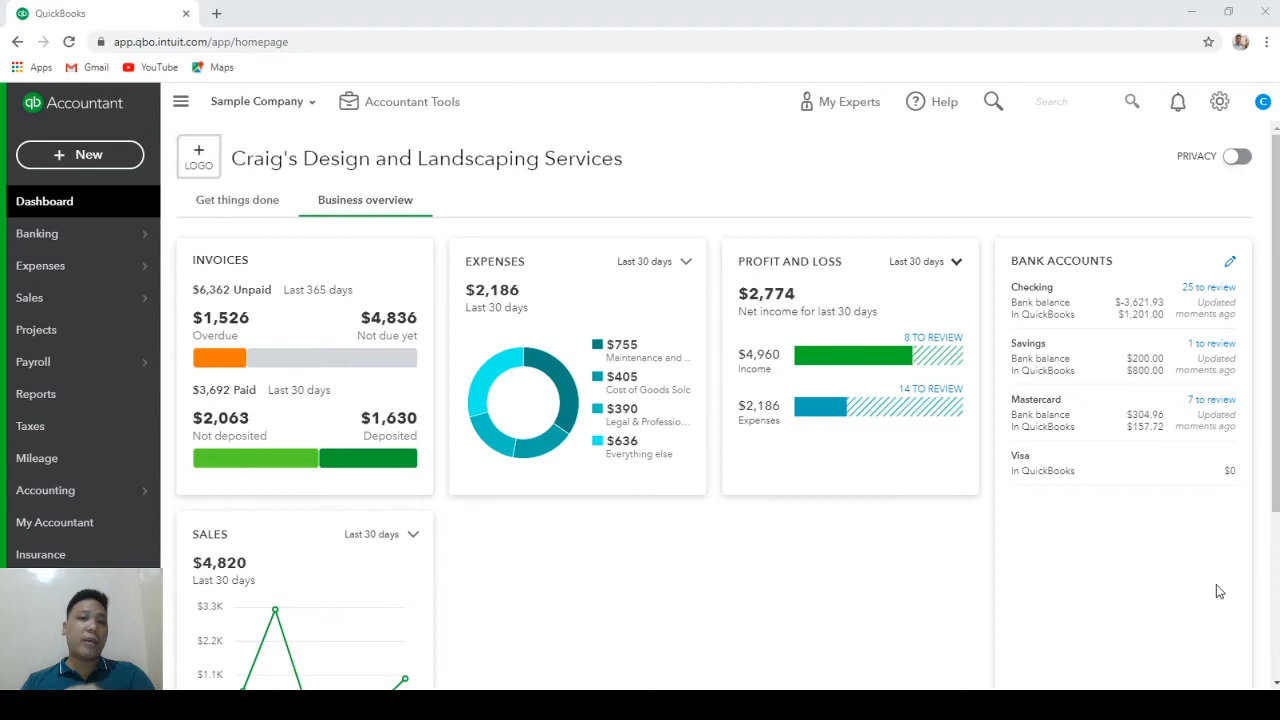 QuickBooks
app.qbo.intuit.com/app/homepage
Apps Gmail YouTube Maps
qb Accountant
Sample Company Accountant Tools My Experts Help Search C
+ New
+
LOGO
Craig's Design and Landscaping Services
PRIVACY
Dashboard
Banking
Expenses
Sales
Projects
Payroll
Reports
Taxes
Mileage
Accounting
My Accountant
Insurance
Get things done Business overview
INVOICES
$6,362 Unpaid Last 365 days
$1,526 $4,836
Overdue Not due yet
$3,692 Paid Last 30 days
$2,063 $1,630
Not deposited Deposited
EXPENSES Last 30 days
$2,186
Last 30 days
$755
Maintenance and ..
$405
Cost of Goods Solc
$390
Legal & Professio...
$636
Everything else
PROFIT AND LOSS Last 30 days
$2,774
Net income for last 30 days
8 TO REVIEW
$4,960
Income
14 TO REVIEW
$2,186
Expenses
BANK ACCOUNTS
Checking 25 to review
Bank balance $-3,621.93 Updated
In QuickBooks $1,201.00 moments ago
Savings 1 to review
Bank balance $200.00 Updated
In QuickBooks $800.00 moments ago
Mastercard 7 to review
Bank balance $304.96 Updated
In QuickBooks $157.72 moments ago
Visa
In QuickBooks $0
SALES Last 30 days
$4,820
Last 30 days
$3.3K
$2.2K
$1.1K